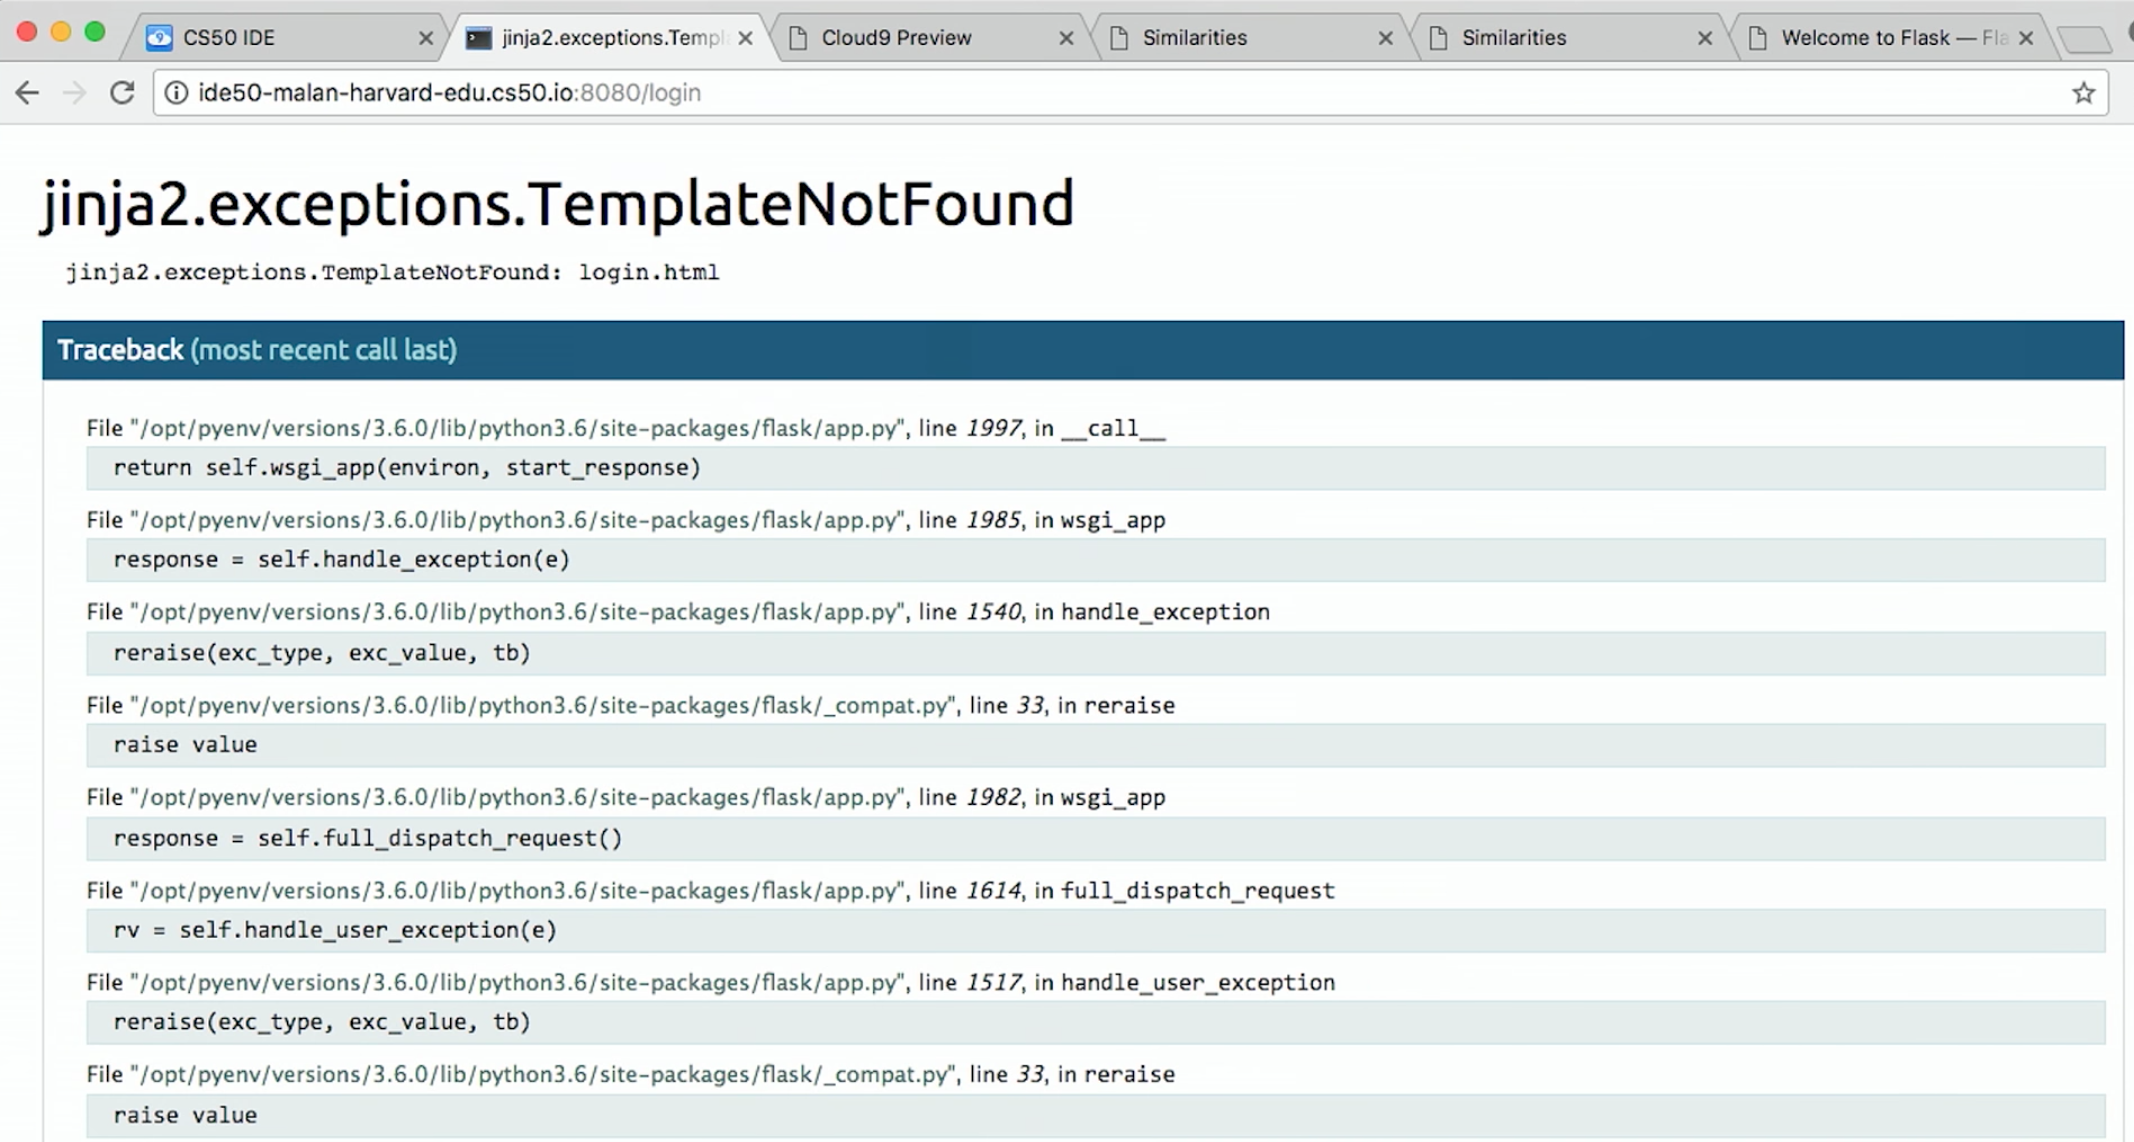 CS50 IDE
jinja2.exceptions.Templ
Cloud9 Preview
Similarities
Similarities
Welcome to Flask — Fla
ide50-malan-harvard-edu.cs50.io:8080/login
jinja2.exceptions.TemplateNotFound
jinja2.exceptions.TemplateNotFound: login.html
Traceback (most recent call last)
File "/opt/pyenv/versions/3.6.0/lib/python3.6/site-packages/flask/app.py", line 1997, in __call__
return self.wsgi_app(environ, start_response)
File "/opt/pyenv/versions/3.6.0/lib/python3.6/site-packages/flask/app.py", line 1985, in wsgi_app
response = self.handle_exception(e)
File "/opt/pyenv/versions/3.6.0/lib/python3.6/site-packages/flask/app.py", line 1540, in handle_exception
reraise(exc_type, exc_value, tb)
File "/opt/pyenv/versions/3.6.0/lib/python3.6/site-packages/flask/_compat.py", line 33, in reraise
raise value
File "/opt/pyenv/versions/3.6.0/lib/python3.6/site-packages/flask/app.py", line 1982, in wsgi_app
response = self.full_dispatch_request()
File "/opt/pyenv/versions/3.6.0/lib/python3.6/site-packages/flask/app.py", line 1614, in full_dispatch_request
rv = self.handle_user_exception(e)
File "/opt/pyenv/versions/3.6.0/lib/python3.6/site-packages/flask/app.py", line 1517, in handle_user_exception
reraise(exc_type, exc_value, tb)
File "/opt/pyenv/versions/3.6.0/lib/python3.6/site-packages/flask/_compat.py", line 33, in reraise
raise value